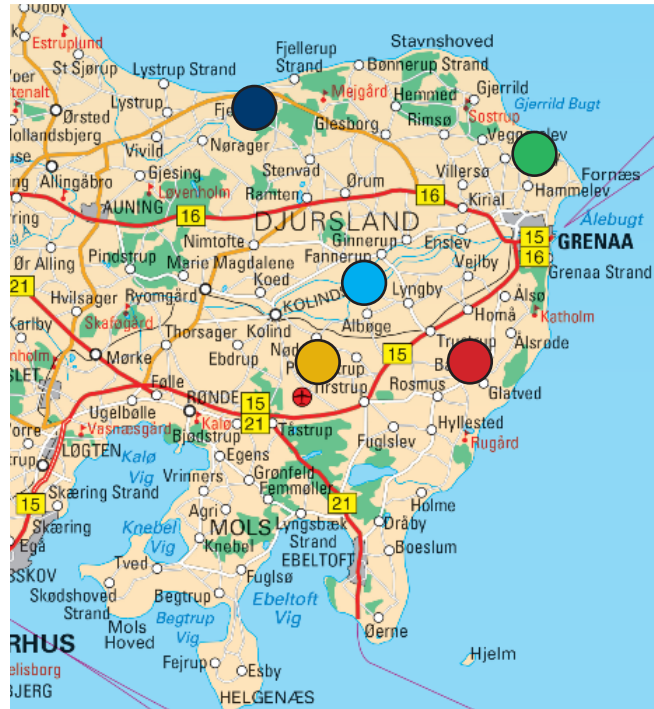 Udby
Estruplund
St Sjørup
Lystrup Strand
Fjellerup
Strand
Stavnshoved
Bønnerup Strand
Gjerrild
Mejgård
Hemmed
Gjerrild Bugt
Sostrup
Ørsted
Lystrup
Glesborg
Rimsø
Vivild
Nørager
Allingåbro
Gjesing
Stenvad
Fornæs
Løvenholm
Ramten
Ørum
Villersø
Hammelev
16
Kirial
AUNING
16
DJURSLAND
Ålebugt
Nimtofte
Ginnerup
Enslev
15
GRENAA
Fannerup
16
Ør Alling
Pindstrup
Marie Magdalene
Vejlby
Grenaa Strand
21
Koed
Hvilsager
Ryomgård
Lyngby
Ålsø
Karlby
Skaføgård
Kolind
Albøge
Homå
Katholm
Thorsager
Ålsrøde
Mørke
Ebdrup
15
Følle
Tirstrup
Rosmus
Glatved
RØNDE
15
Ugelbølle
Kalø
21
Tåstrup
Hyllested
Vasnæsgård
Bjødstrup
Fuglslev
Rugård
LØGTEN
Kalø
Vig
Egens
Grønfeld
Vrinners
Femmøller
Skæring Strand
21
Holme
15
Agri
Skæring
Knebel
Vig
MOLS
Lyngsbæk
Strand
Dråby
Egå
Knebel
EBELTOFT
Boeslum
Tved
Fuglsø
Skødshoved
Strand
Begtrup
Ebeltoft
Vig
Mols
Hoved
Begtrup
Vig
Øerne
Hjelm
Fejrup
Esby
HELGENÆS